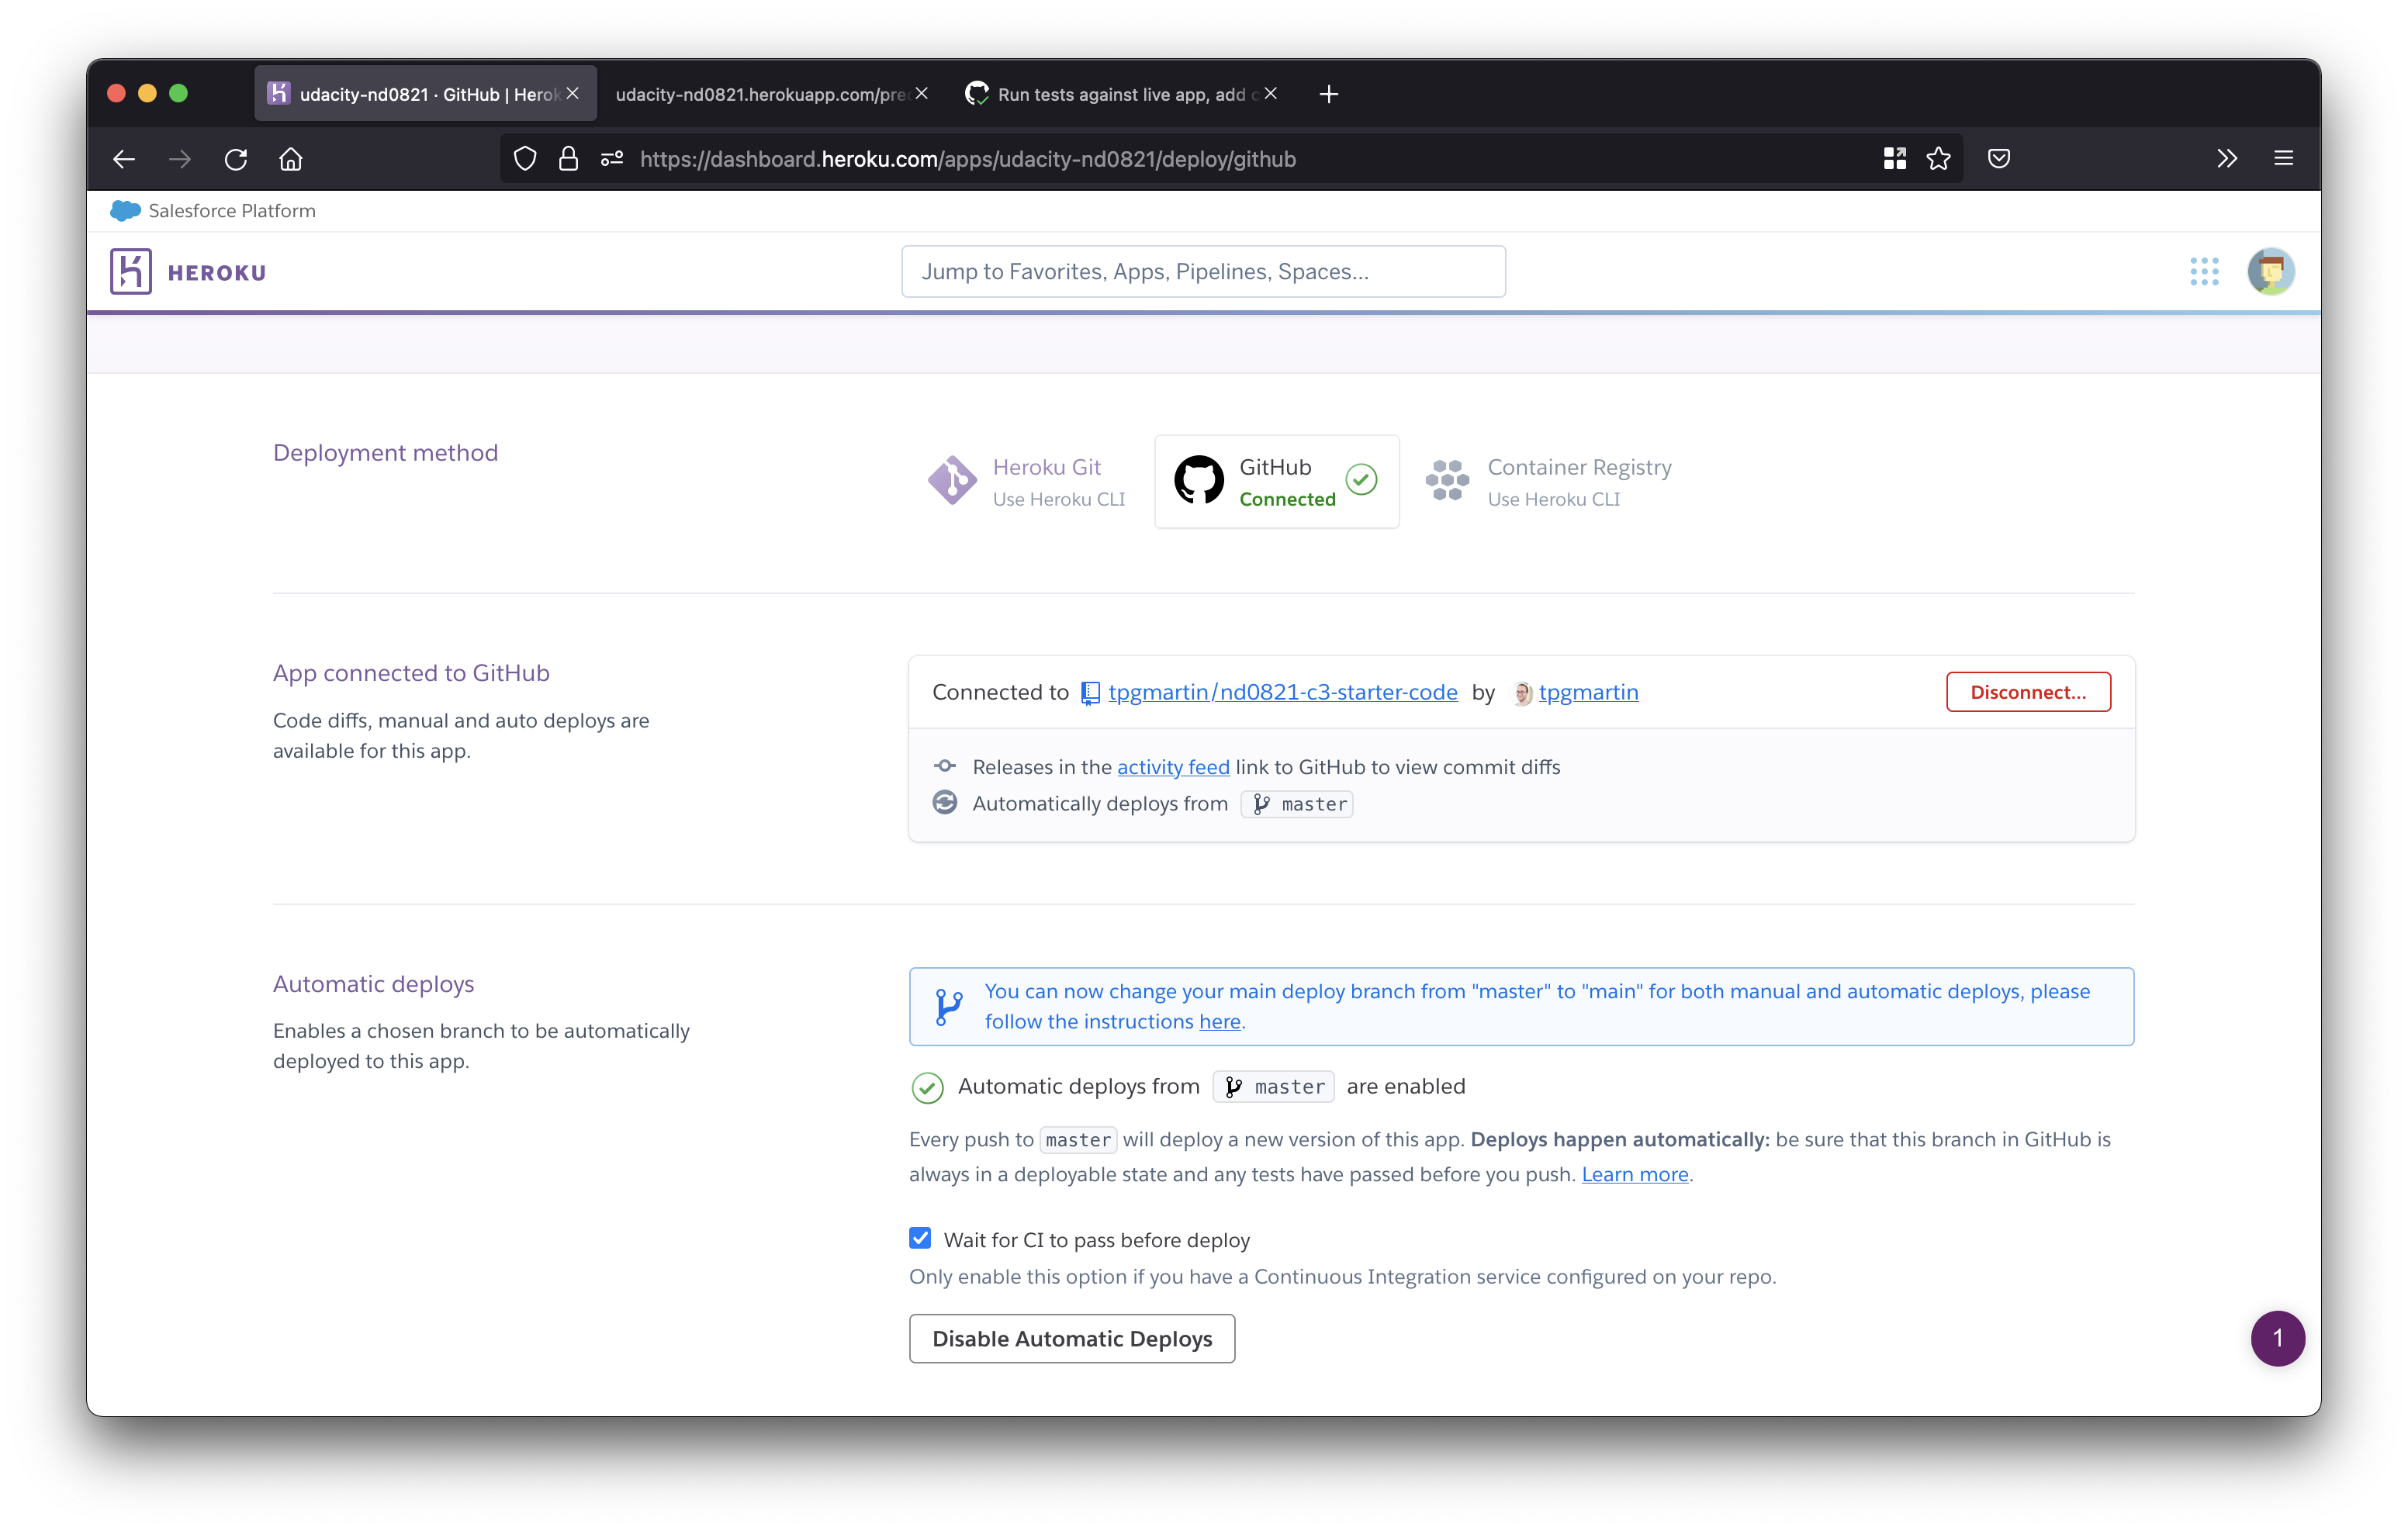 udacity-nd0821 · GitHub | Herok
udacity-nd0821.herokuapp.com/pre
Run tests against live app, add c
https://dashboard.heroku.com/apps/udacity-nd0821/deploy/github
Salesforce Platform
HEROKU
Jump to Favorites, Apps, Pipelines, Spaces...
Deployment method
Heroku Git
Use Heroku CLI
GitHub
Connected
Container Registry
Use Heroku CLI
App connected to GitHub
Code diffs, manual and auto deploys are
available for this app.
Connected to tpgmartin/nd0821-c3-starter-code by tpgmartin
Disconnect...
Releases in the activity feed link to GitHub to view commit diffs
Automatically deploys from master
Automatic deploys
Enables a chosen branch to be automatically
deployed to this app.
You can now change your main deploy branch from "master" to "main" for both manual and automatic deploys, please
follow the instructions here.
Automatic deploys from master are enabled
Every push to master will deploy a new version of this app. Deploys happen automatically: be sure that this branch in GitHub is
always in a deployable state and any tests have passed before you push. Learn more.
Wait for CI to pass before deploy
Only enable this option if you have a Continuous Integration service configured on your repo.
Disable Automatic Deploys
1